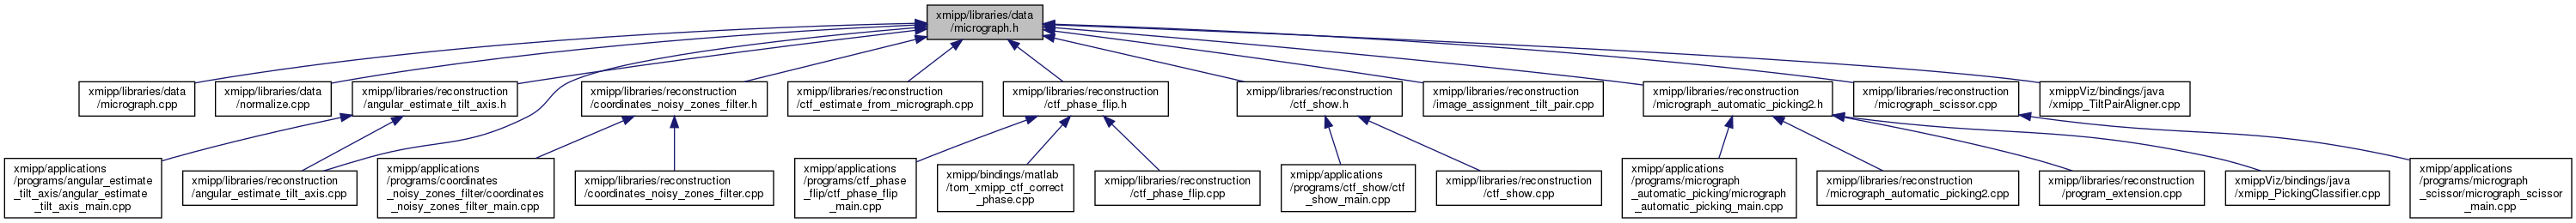 xmipp/libraries/data
/micrograph.h
xmipp/libraries/data
/micrograph.cpp
xmipp/libraries/data
/normalize.cpp
xmipp/libraries/reconstruction
/angular_estimate_tilt_axis.h
xmipp/libraries/reconstruction
/coordinates_noisy_zones_filter.h
xmipp/libraries/reconstruction
/ctf_estimate_from_micrograph.cpp
xmipp/libraries/reconstruction
/ctf_phase_flip.h
xmipp/libraries/reconstruction
/ctf_show.h
xmipp/libraries/reconstruction
/image_assignment_tilt_pair.cpp
xmipp/libraries/reconstruction
/micrograph_automatic_picking2.h
xmipp/libraries/reconstruction
/micrograph_scissor.cpp
xmippViz/bindings/java
/xmipp_TiltPairAligner.cpp
xmipp/applications
/programs/angular_estimate
_tilt_axis/angular_estimate
_tilt_axis_main.cpp
xmipp/libraries/reconstruction
/angular_estimate_tilt_axis.cpp
xmipp/applications
/programs/coordinates
_noisy_zones_filter/coordinates
_noisy_zones_filter_main.cpp
xmipp/libraries/reconstruction
/coordinates_noisy_zones_filter.cpp
xmipp/applications
/programs/ctf_phase
_flip/ctf_phase_flip
_main.cpp
xmipp/bindings/matlab
/tom_xmipp_ctf_correct
_phase.cpp
xmipp/libraries/reconstruction
/ctf_phase_flip.cpp
xmipp/applications
/programs/ctf_show/ctf
_show_main.cpp
xmipp/libraries/reconstruction
/ctf_show.cpp
xmipp/applications
/programs/micrograph
_automatic_picking/micrograph
_automatic_picking_main.cpp
xmipp/libraries/reconstruction
/micrograph_automatic_picking2.cpp
xmipp/libraries/reconstruction
/program_extension.cpp
xmippViz/bindings/java
/xmipp_PickingClassifier.cpp
xmipp/applications
/programs/micrograph
_scissor/micrograph_scissor
_main.cpp